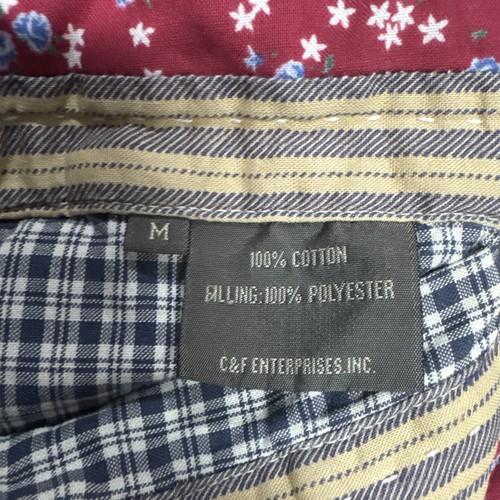 M
100% COTTON
FILLING:100% POLYESTER
C&F ENTERPRISES.INC.